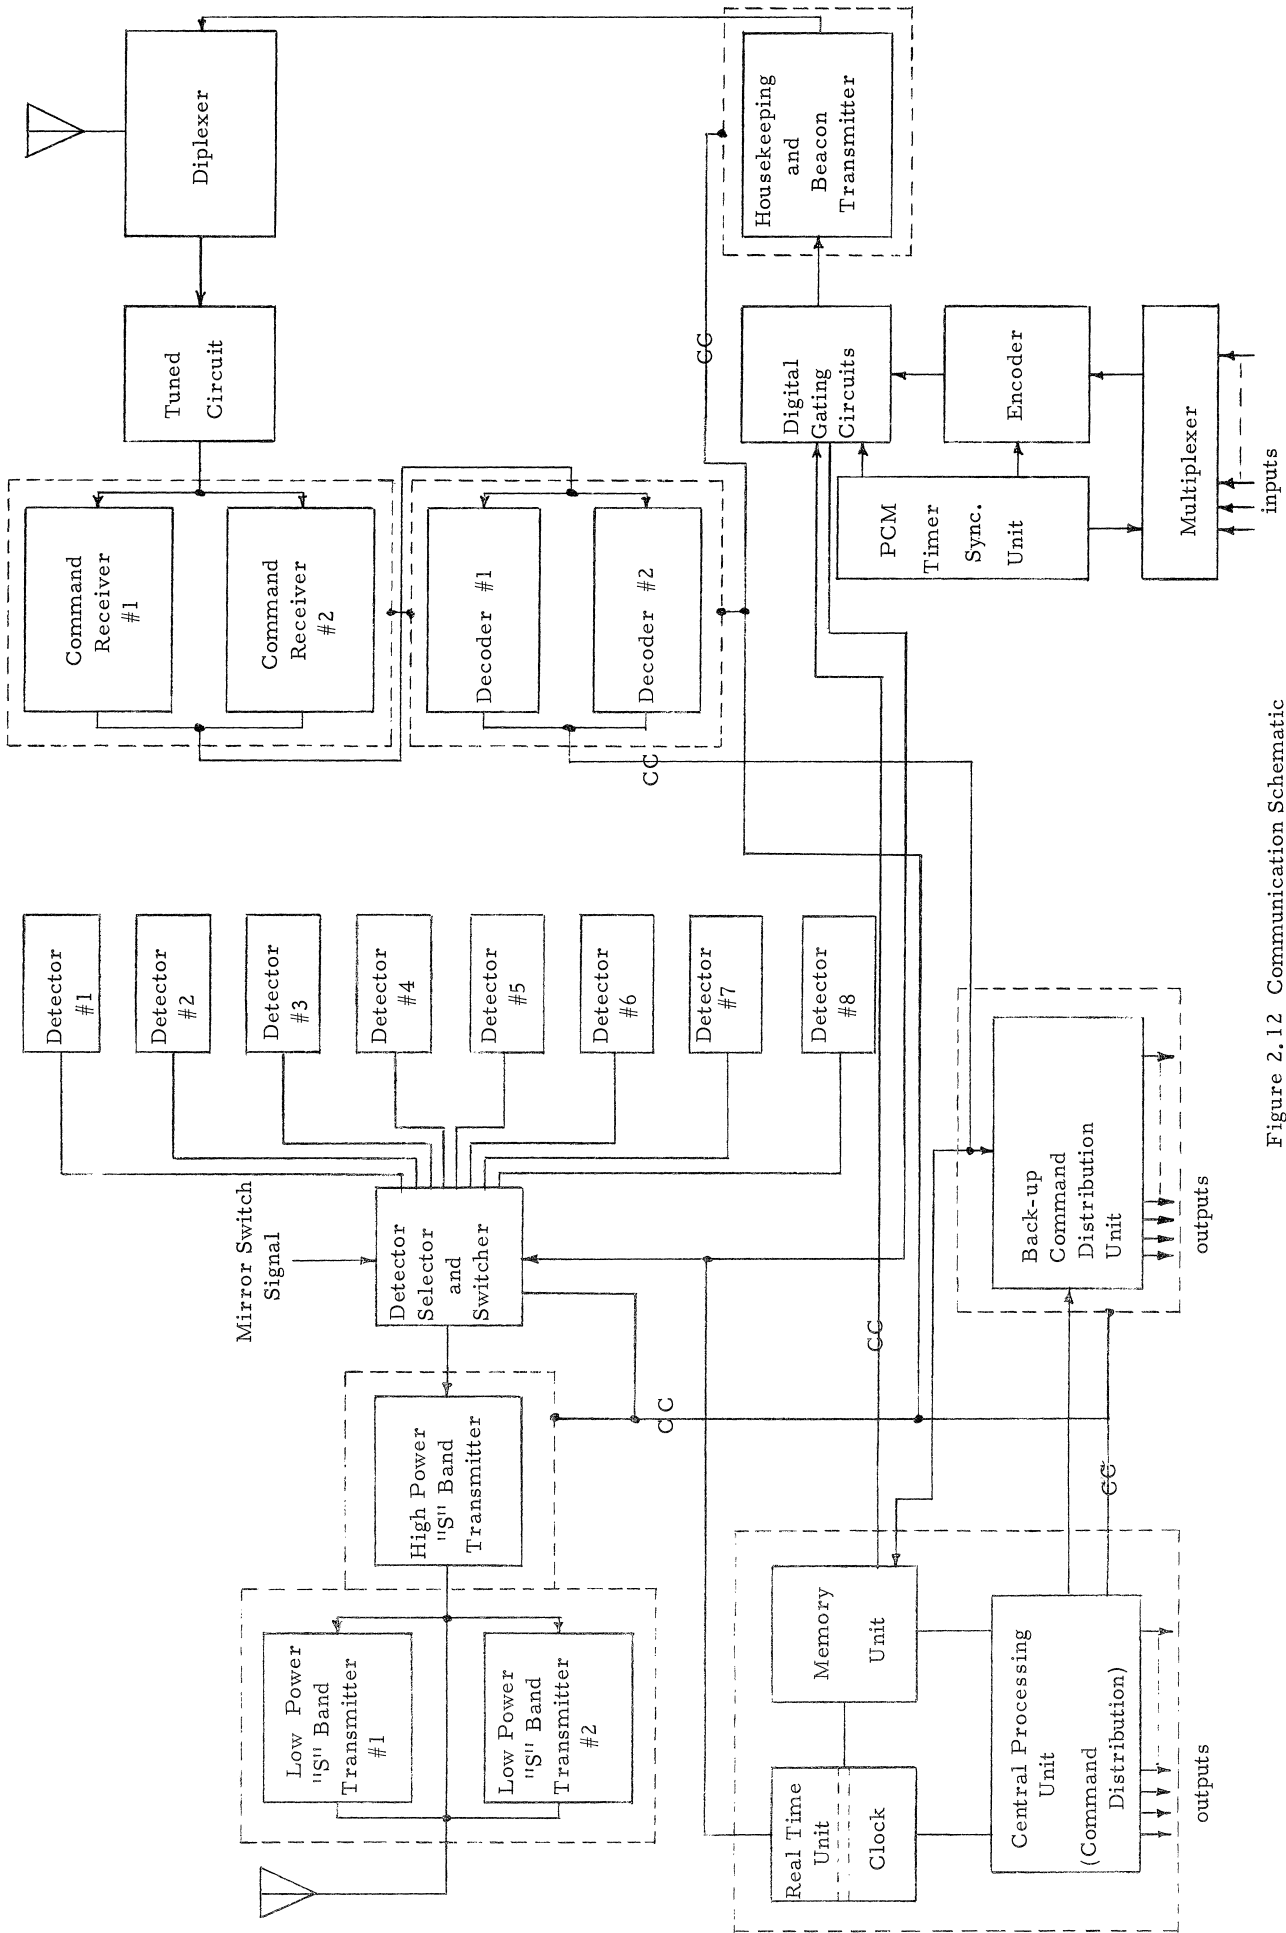 Diplexer
Tuned
Circuit
Command
Receiver
#1
Command
Receiver
#2
Decoder #1
Decoder #2
CC
CC
Housekeeping
and
Beacon
Transmitter
Digital
Gating
Circuits
PCM
Timer
Sync.
Unit
Encoder
Multiplexer
inputs
Detector
#1
Detector
#2
Detector
#3
Detector
#4
Detector
#5
Detector
#6
Detector
#7
Detector
#8
Mirror Switch
Signal
Detector
Selector
and
Switcher
High Power
"S" Band
Transmitter
Low Power
"S" Band
Transmitter
#1
Low Power
"S" Band
Transmitter
#2
CC
CC
CC
Back-up
Command
Distribution
Unit
outputs
Memory
Unit
Real Time
Unit
Clock
Central Processing
Unit
(Command
Distribution)
outputs
Figure 2.12 Communication Schematic